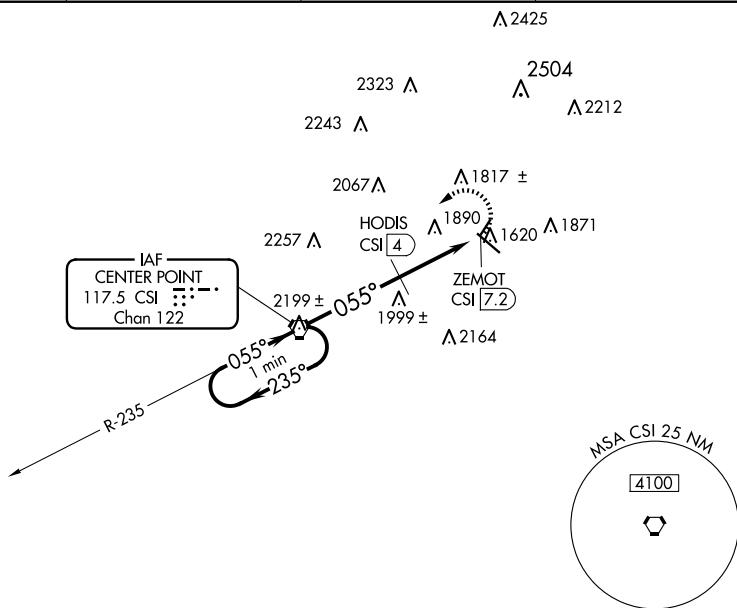 2425
2504
2323
2212
2243
2067
1817 ±
HODIS
CSI 4
1890
1620
1871
2257
IAF
CENTER POINT
117.5 CSI
Chan 122
ZEMOT
CSI 7.2
2199 ±
055°
1999 ±
2164
055°
1 min
235°
R-235
MSA CSI 25 NM
4100